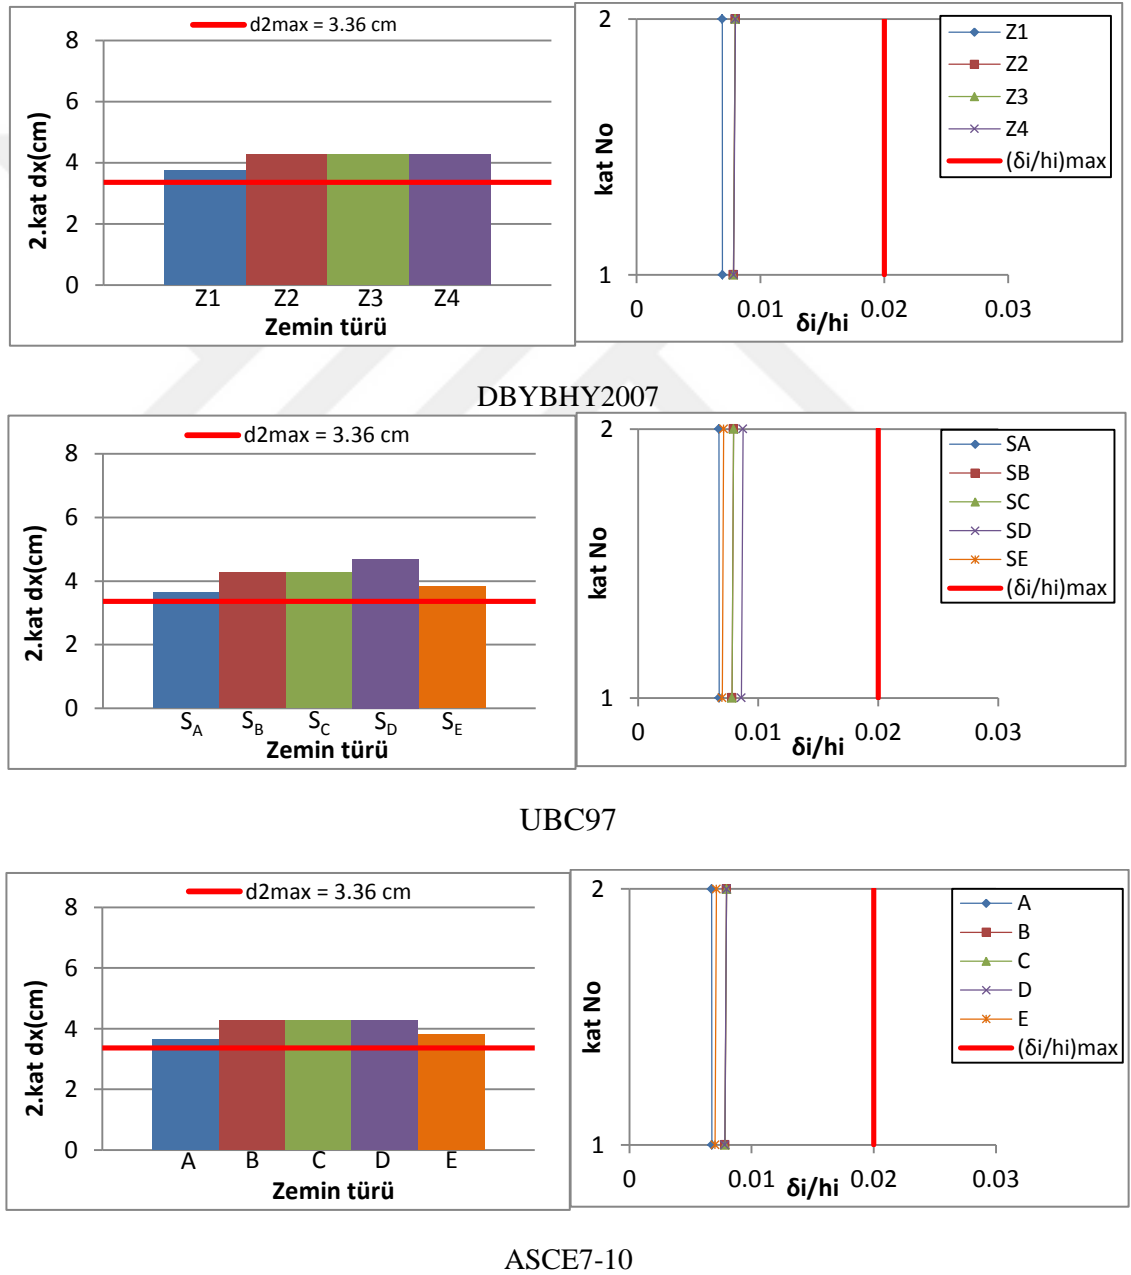 d2max = 3.36 cm
8
6
4
2
0
2.kat dx(cm)
Z1 Z2 Z3 Z4
Zemin türü
2
1
kat No
0 0.01 0.02 0.03
δi/hi
Z1
Z2
Z3
Z4
(δi/hi)max
DBYBHY2007
d2max = 3.36 cm
8
6
4
2
0
2.kat dx(cm)
SA SB SC SD SE
Zemin türü
2
1
kat No
0 0.01 0.02 0.03
δi/hi
SA
SB
SC
SD
SE
(δi/hi)max
UBC97
d2max = 3.36 cm
8
6
4
2
0
2.kat dx(cm)
A B C D E
Zemin türü
2
1
kat No
0 0.01 0.02 0.03
δi/hi
A
B
C
D
E
(δi/hi)max
ASCE7-10